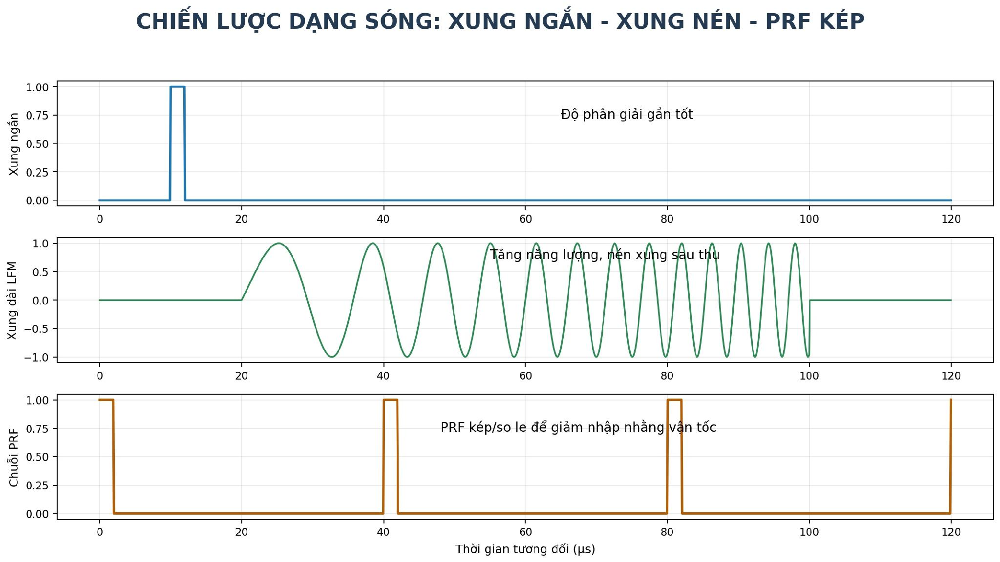 CHIẾN LƯỢC DẠNG SÓNG: XUNG NGẮN - XUNG NÉN - PRF KÉP
Xung ngắn
1.00
0.75
0.50
0.25
0.00
Độ phân giải gần tốt
0 20 40 60 80 100 120
Xung dài LFM
1.0
0.5
0.0
−0.5
−1.0
Tăng năng lượng, nén xung sau thu
0 20 40 60 80 100 120
Chuỗi PRF
1.00
0.75
0.50
0.25
0.00
PRF kép/so le để giảm nhập nhằng vận tốc
0 20 40 60 80 100 120
Thời gian tương đối (µs)